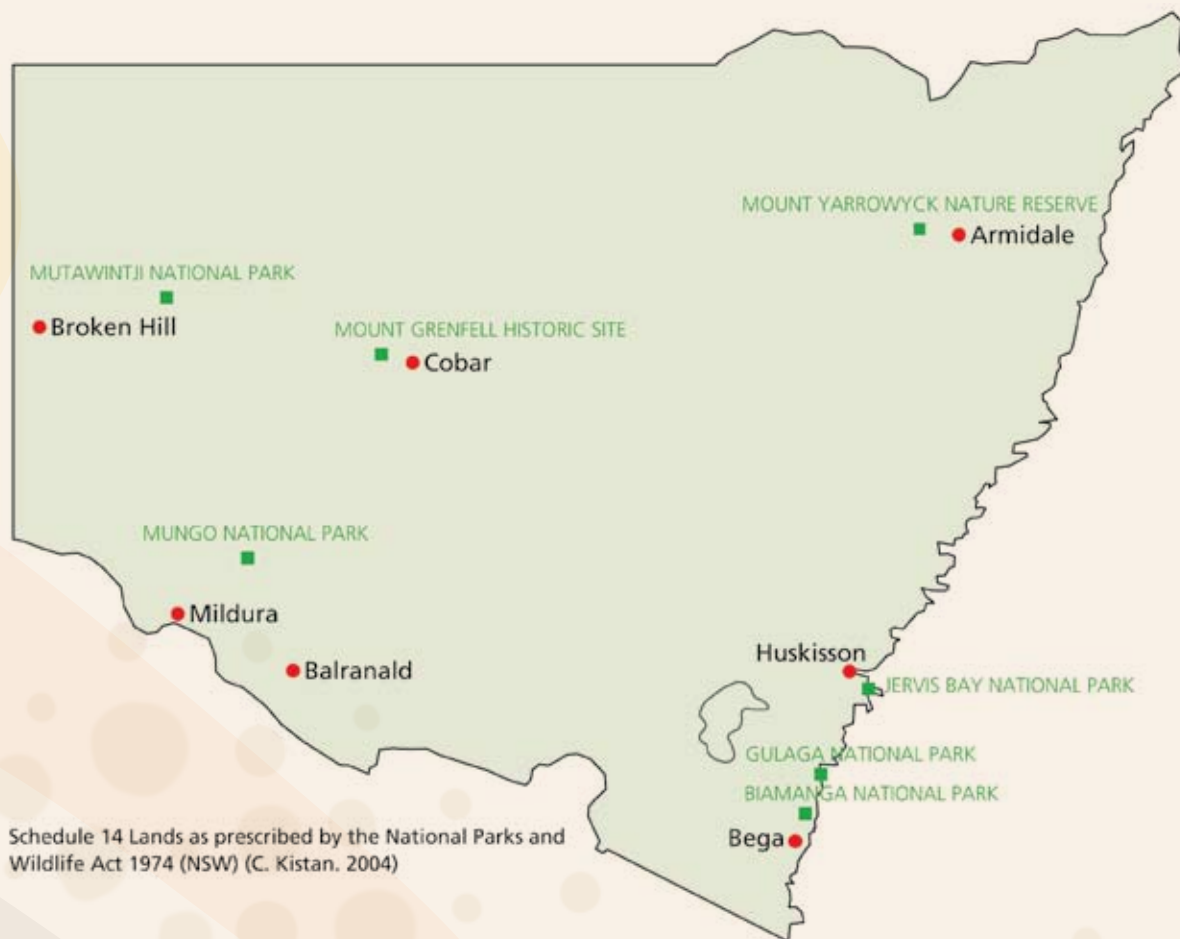 MOUNT YARROWYCK NATURE RESERVE
Armidale
MUTAWINTJI NATIONAL PARK
Broken Hill
MOUNT GRENFELL HISTORIC SITE
Cobar
MUNGO NATIONAL PARK
Mildura
Balranald
Huskisson
JERVIS BAY NATIONAL PARK
GULAGA NATIONAL PARK
BIAMANGA NATIONAL PARK
Bega
Schedule 14 Lands as prescribed by the National Parks and
Wildlife Act 1974 (NSW) (C. Kistan. 2004)